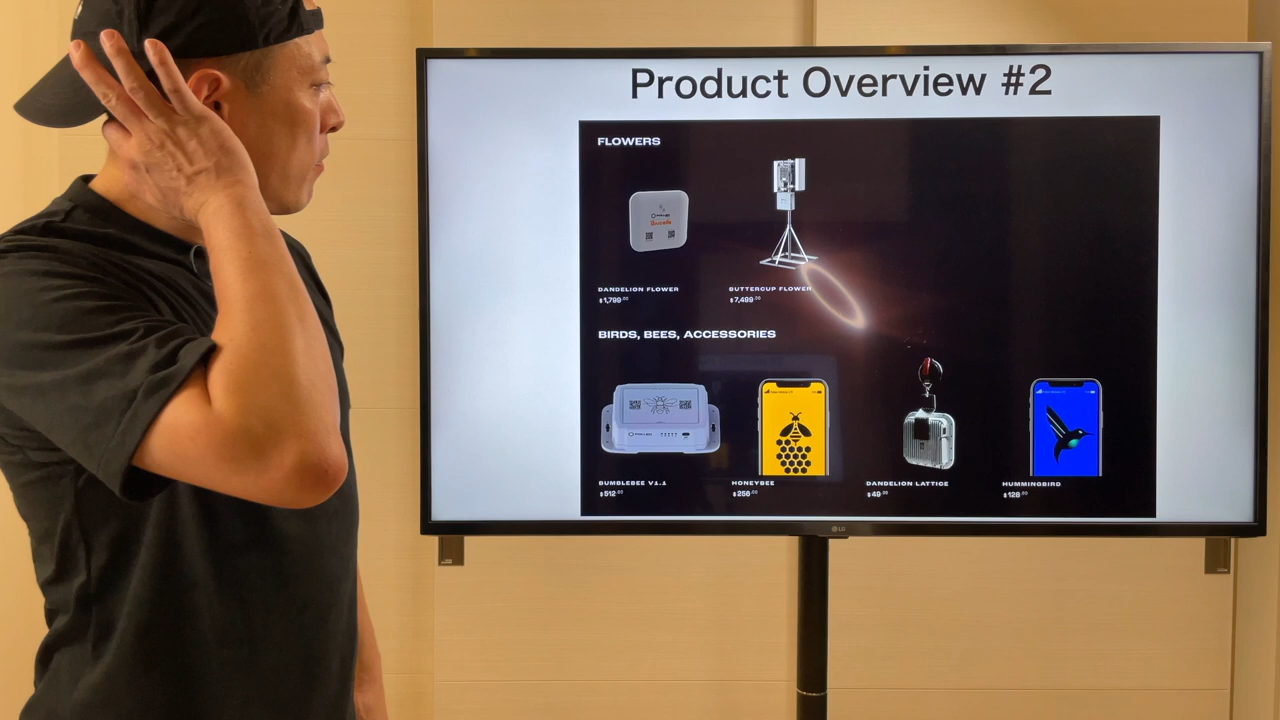 Product Overview #2
FLOWERS
DANDELION FLOWER
$1,799.00
BUTTERCUP FLOWER
$7,499.00
BIRDS, BEES, ACCESSORIES
BUMBLEBEE V1.1
$512.00
HONEYBEE
$256.00
DANDELION LATTICE
$49.00
HUMMINGBIRD
$128.00
LG